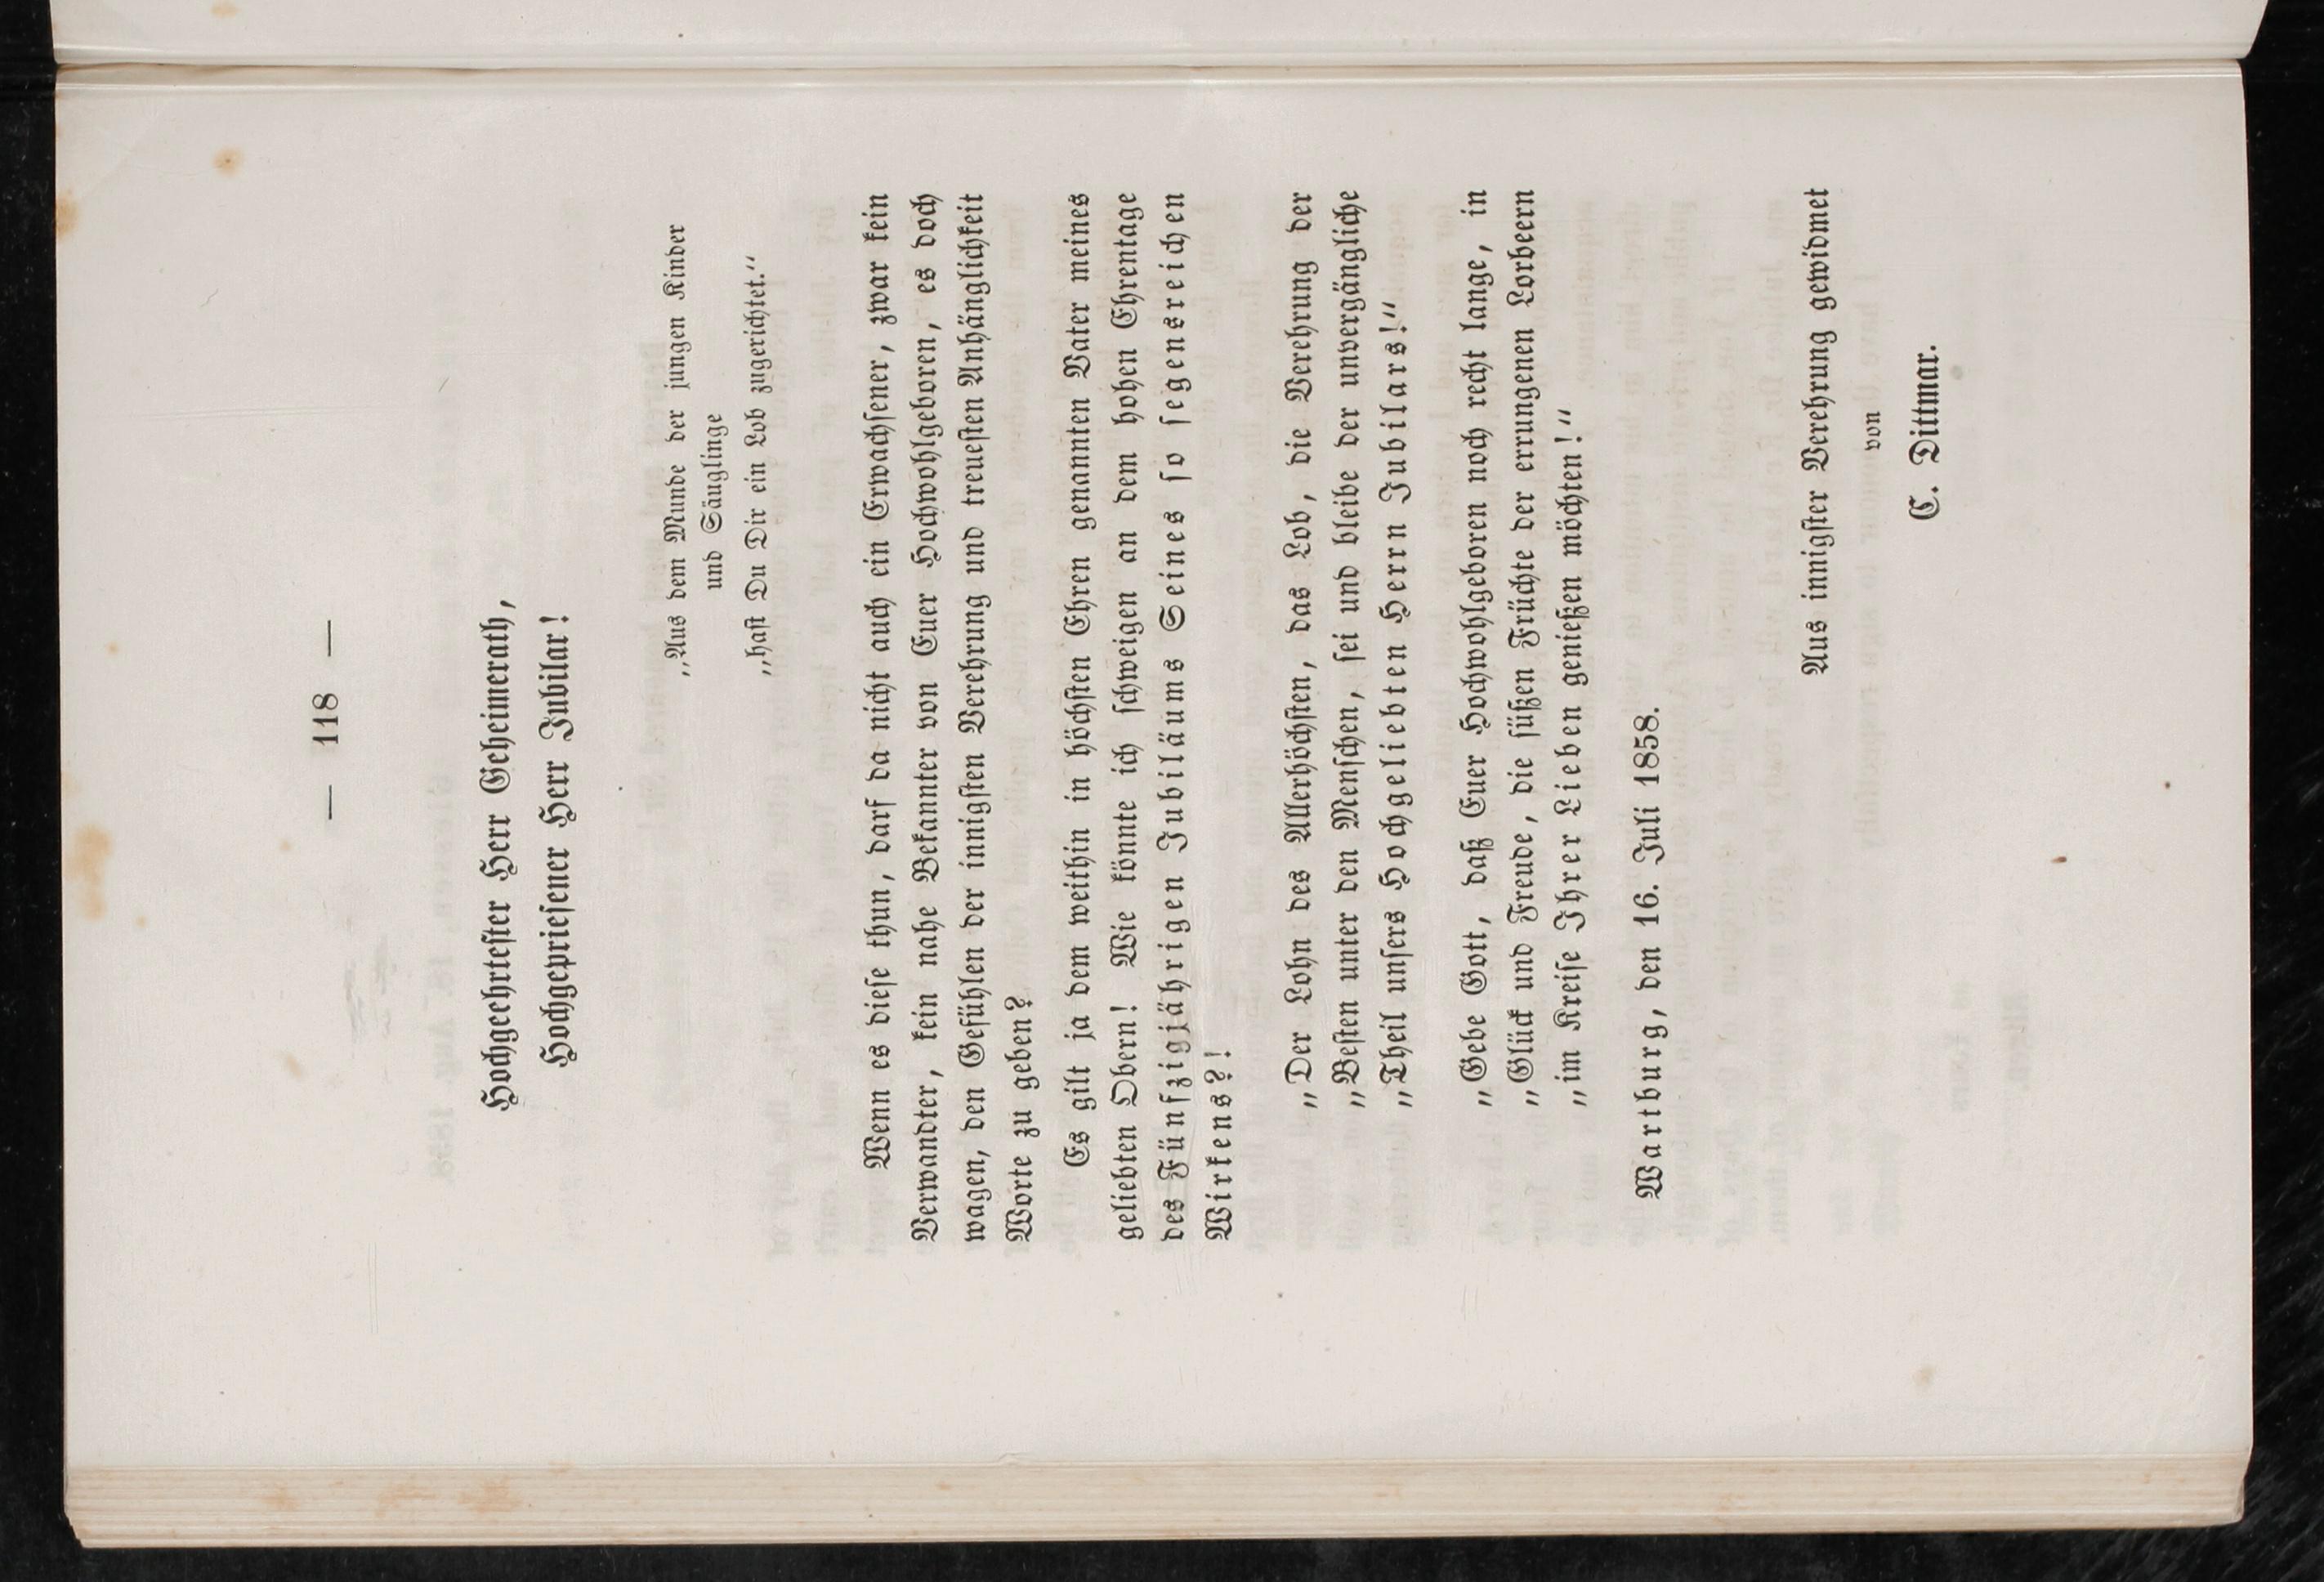 — 118 —
Hochgeehrtester Herr Geheimerath,
Hochgepriesener Herr Jubilar!
„Aus dem Munde der jungen Kinder
und Säuglinge
„hast Du Dir ein Lob zugerichtet.“
Wenn es diese thun, darf da nicht auch ein Erwachsener, zwar kein
Verwandter, kein nahe Bekannter von Euer Hochwohlgeboren, es doch
wagen, den Gefühlen der innigsten Verehrung und treuesten Anhänglichkeit
Worte zu geben?
Es gilt ja dem weithin in höchsten Ehren genannten Vater meines
geliebten Obern! Wie könnte ich schweigen an dem hohen Ehrentage
des Fünfzigjährigen Jubiläums Seines so segensreichen
Wirkens?!
„Der Lohn des Allerhöchsten, das Lob, die Verehrung der
„Besten unter den Menschen, sei und bleibe der unvergängliche
„Theil unsers Hochgeliebten Herrn Jubilars!“
„Gebe Gott, daß Euer Hochwohlgeboren noch recht lange, in
„Glück und Freude, die süßen Früchte der errungenen Lorbeern
„im Kreise Ihrer Lieben genießen möchten!“
Wartburg, den 16. Juli 1858.
Aus innigster Verehrung gewidmet
von
C. Dittmar.